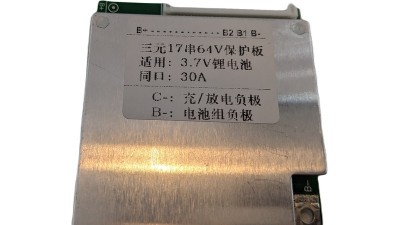 B- ············· B2 B1 B-
三元17串64V保护板
适用: 3.7V锂电池
同口: 30A
C-: 充/放电负极
B-: 电池组负极
B-